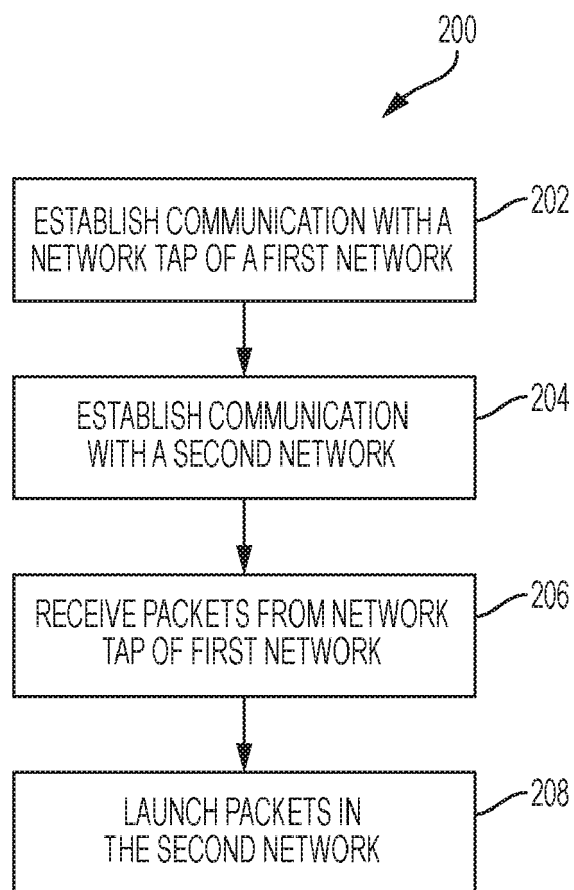 200
ESTABLISH COMMUNICATION WITH A
NETWORK TAP OF A FIRST NETWORK
202
ESTABLISH COMMUNICATION
WITH A SECOND NETWORK
204
RECEIVE PACKETS FROM NETWORK
TAP OF FIRST NETWORK
206
LAUNCH PACKETS IN
THE SECOND NETWORK
208